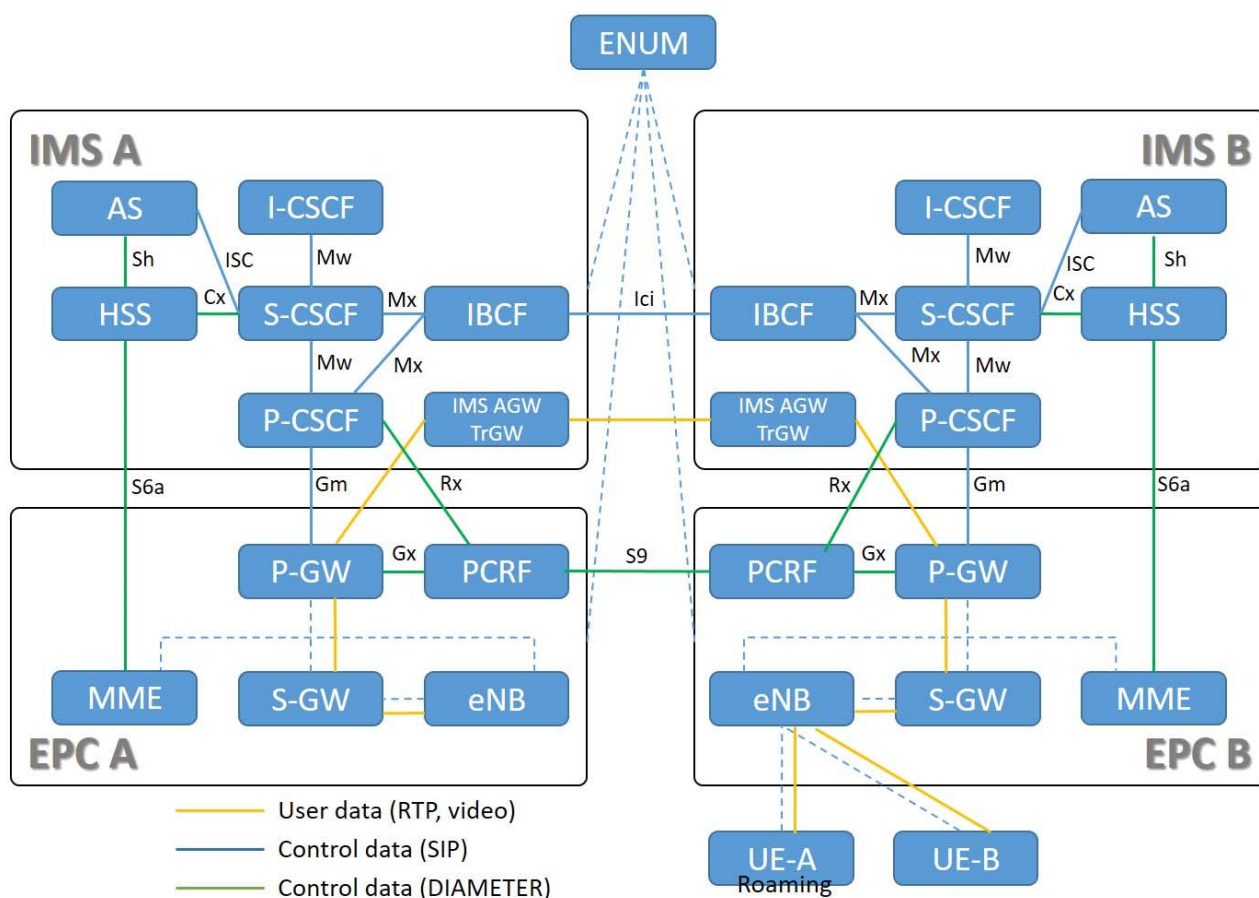 ENUM
IMS A
IMS B
AS
I-CSCF
I-CSCF
AS
Sh
ISC
Mw
Mw
ISC
Sh
Cx
Mx
Ici
Mx
Cx
HSS
S-CSCF
IBCF
IBCF
S-CSCF
HSS
Mw
Mx
Mx
Mw
P-CSCF
IMS AGW
TrGW
IMS AGW
TrGW
P-CSCF
S6a
Gm
Rx
Rx
Gm
S6a
P-GW
Gx
PCRF
S9
PCRF
Gx
P-GW
MME
S-GW
eNB
eNB
S-GW
MME
EPC A
EPC B
User data (RTP, video)
Control data (SIP)
Control data (DIAMETER)
UE-A
Roaming
UE-B